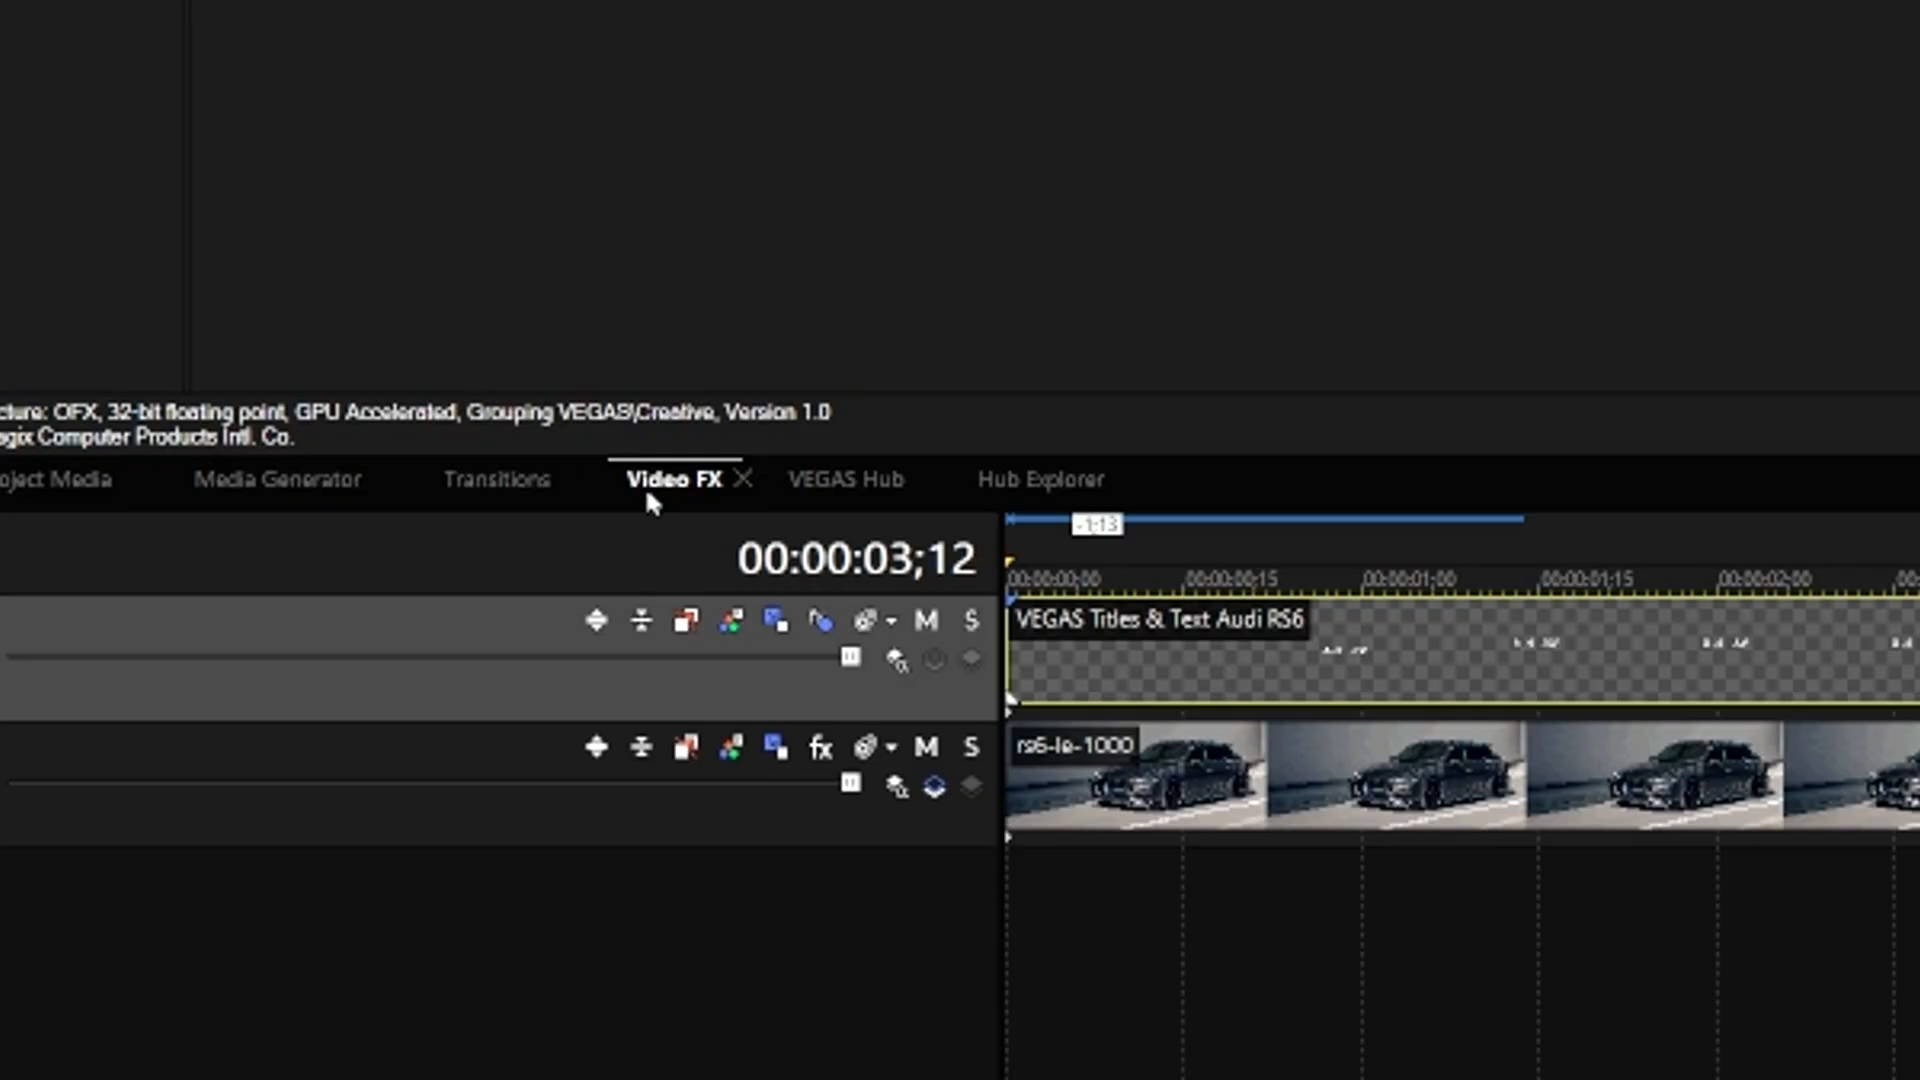 cture: OFX, 32-bit floating point, GPU Accelerated, Grouping VEGAS\Creative, Version 1.0
agix Computer Products Intl. Co.
oject Media Media Generator Transitions Video FX VEGAS Hub Hub Explorer
-1:13
00:00:03;12
00:00:00;00 00:00:00;15 00:00:01;00 00:00:01;15 00:00:02;00 00:
M S
VEGAS Titles & Text Audi RS6
fx M S
rs6-le-1000